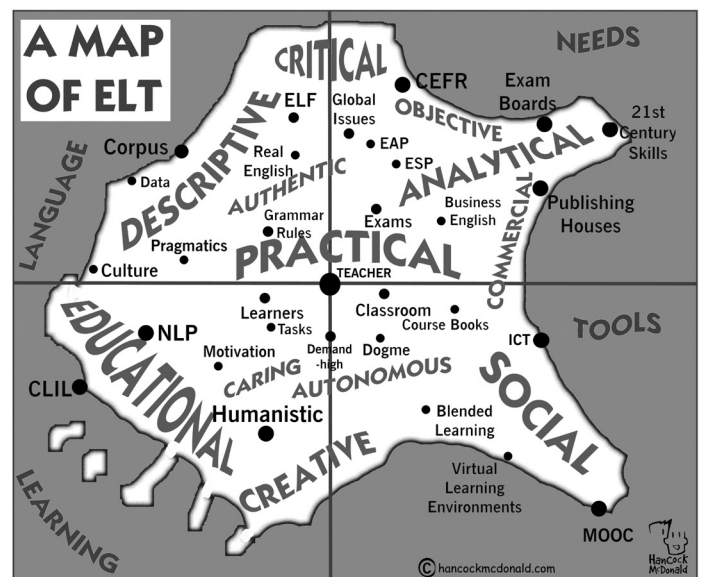 A MAP
OF ELT
CRITICAL
NEEDS
CEFR
Exam
Boards
ELF
Global
Issues
OBJECTIVE
21st
Century
Skills
Corpus
DESCRIPTIVE
Real
English
EAP
ESP
ANALYTICAL
Data
AUTHENTIC
LANGUAGE
Grammar
Rules
Exams
Business
English
COMMERCIAL
Publishing
Houses
Pragmatics
PRACTICAL
Culture
TEACHER
EDUCATIONAL
Learners
Tasks
Classroom
Course Books
TOOLS
NLP
Motivation
Demand
-high
Dogme
ICT
CLIL
CARING
AUTONOMOUS
SOCIAL
Humanistic
Blended
Learning
CREATIVE
Virtual
Learning
Environments
LEARNING
MOOC
© hancockmcdonald.com
HANCOCK
McDONALD